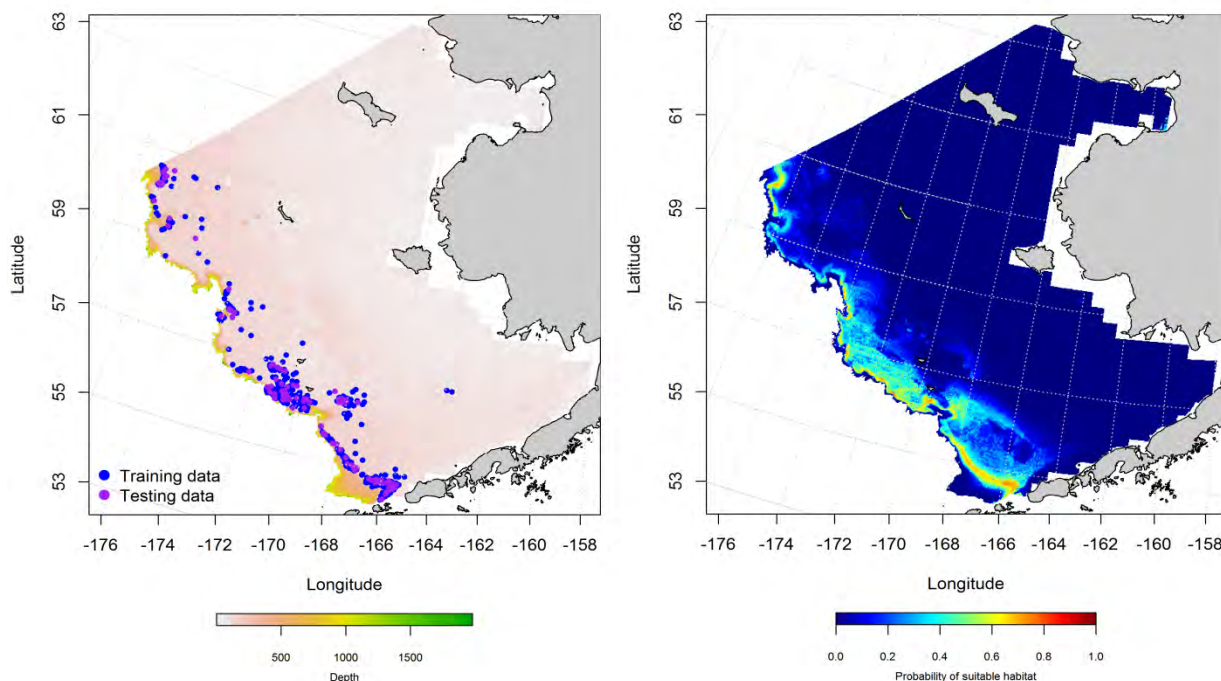 63
61
59
57
55
53
Latitude
Training data
Testing data
-176 -174 -172 -170 -168 -166 -164 -162 -160 -158
Longitude
500 1000 1500
Depth
63
61
59
57
55
53
Latitude
-176 -174 -172 -170 -168 -166 -164 -162 -160 -158
Longitude
0.0 0.2 0.4 0.6 0.8 1.0
Probability of suitable habitat